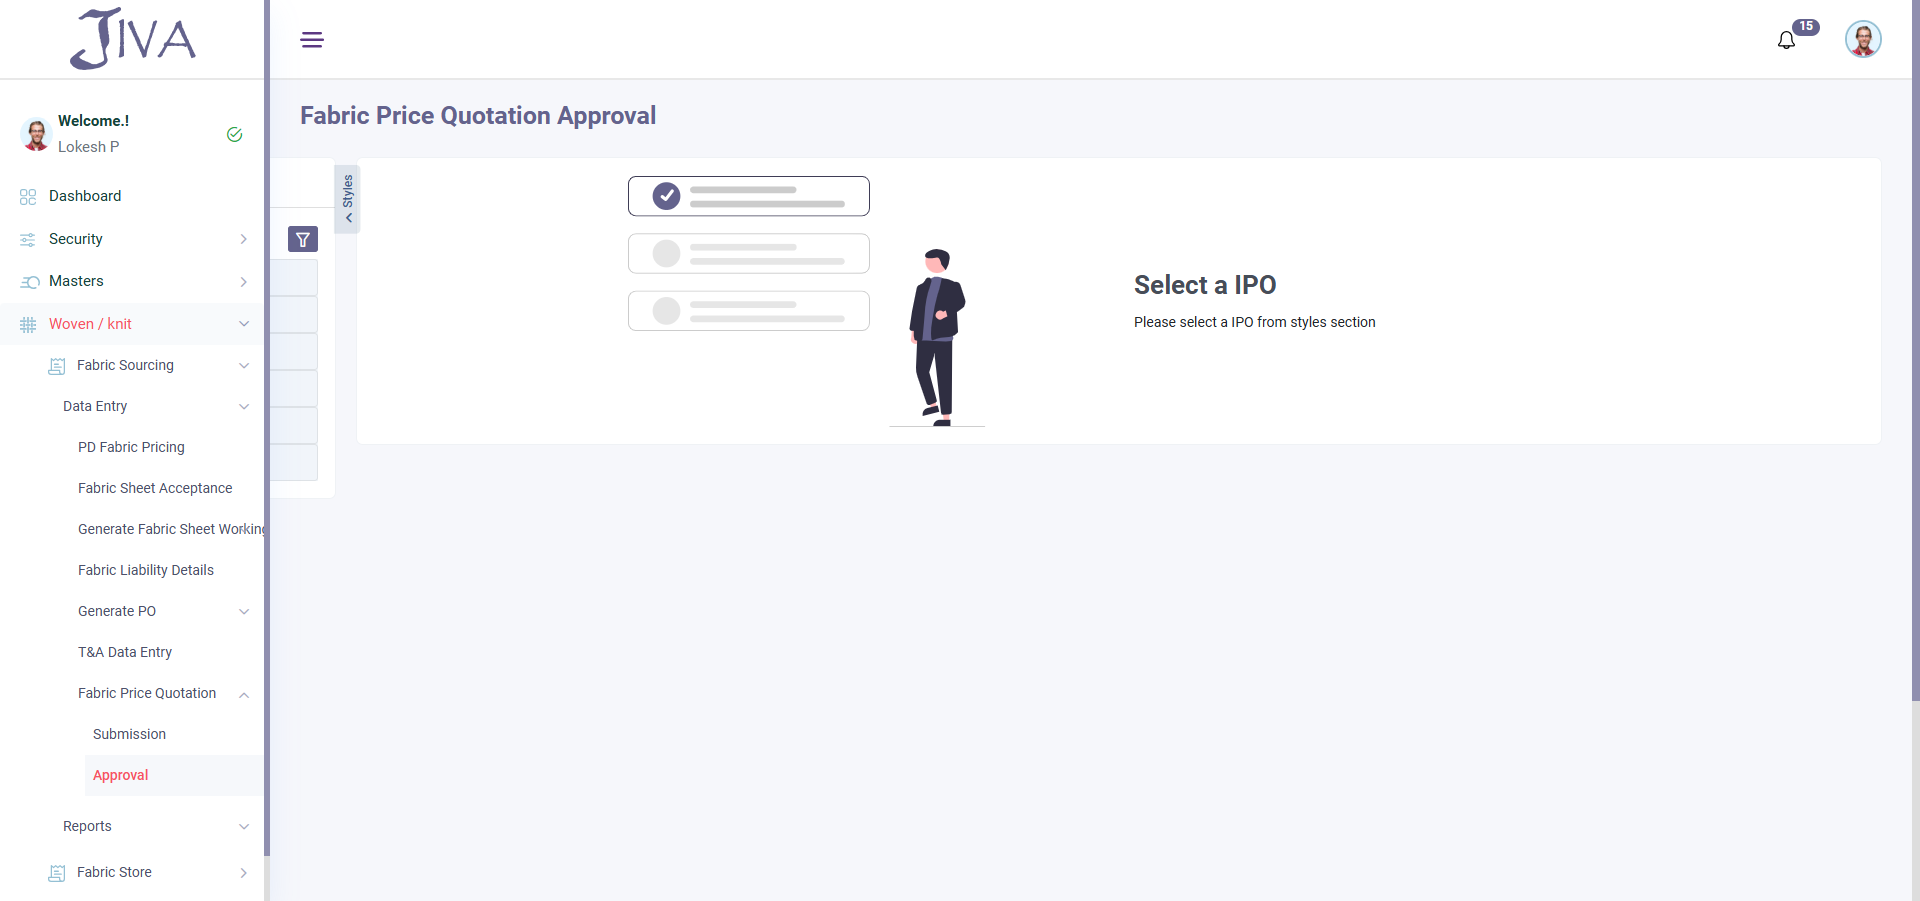 JIVA
15
Welcome.!
Lokesh P
Dashboard
Security
Masters
Woven / knit
Fabric Sourcing
Data Entry
PD Fabric Pricing
Fabric Sheet Acceptance
Generate Fabric Sheet Working
Fabric Liability Details
Generate PO
T&A Data Entry
Fabric Price Quotation
Submission
Approval
Reports
Fabric Store
Fabric Price Quotation Approval
Styles
Select a IPO
Please select a IPO from styles section